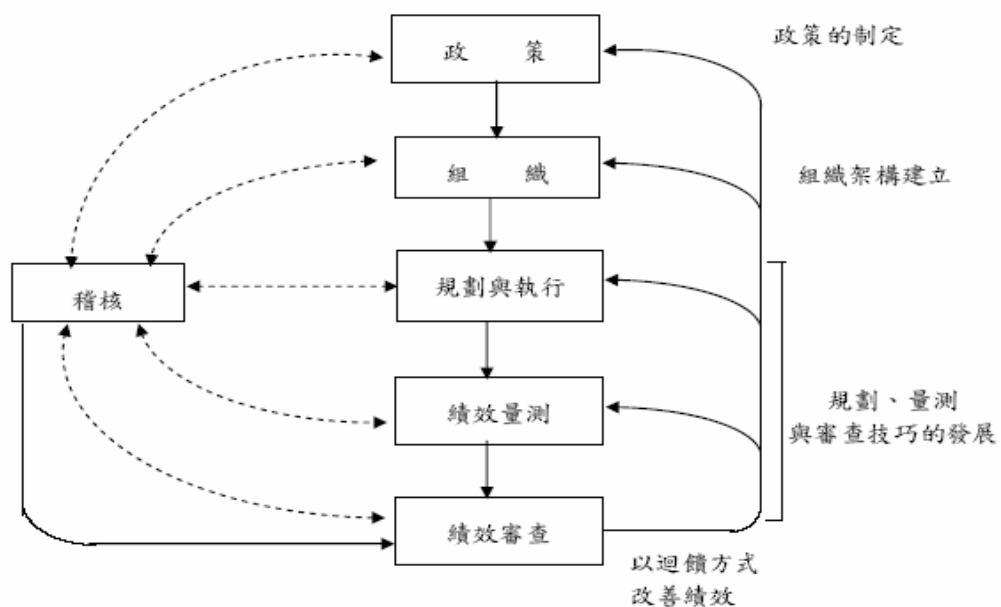 政 策
政策的制定
組 織
組織架構建立
稽核
規劃與執行
績效量測
規劃、量測
與審查技巧的發展
績效審查
以迴饋方式
改善績效